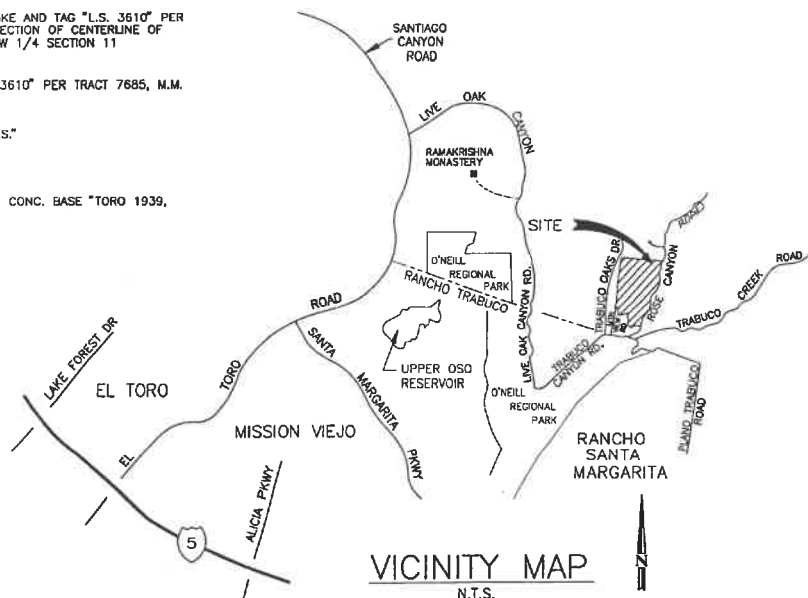 KE AND TAG "L.S. 3610" PER
ECTION OF CENTERLINE OF
W 1/4 SECTION 11
3610" PER TRACT 7685, M.M.
S."
CONC. BASE "TORO 1939,
SANTIAGO
CANYON
ROAD
LIVE OAK CANYON
RAMAKRISHNA
MONASTERY
SITE
ROAD
O'NEILL
REGIONAL
PARK
RANCHO TRABUCO
TRABUCO OAKS DR
ROSE CANYON
TRABUCO CREEK ROAD
LIVE OAK CANYON RD.
TRABUCO
CANYON RD.
RD
EL TORO ROAD
SANTA MARGARITA PKWY
UPPER OSO
RESERVOIR
O'NEILL
REGIONAL
PARK
PLANO TRABUCO
ROAD
LAKE FOREST DR
EL TORO
MISSION VIEJO
RANCHO
SANTA
MARGARITA
ALICIA PKWY
5
VICINITY MAP
N.T.S.
N